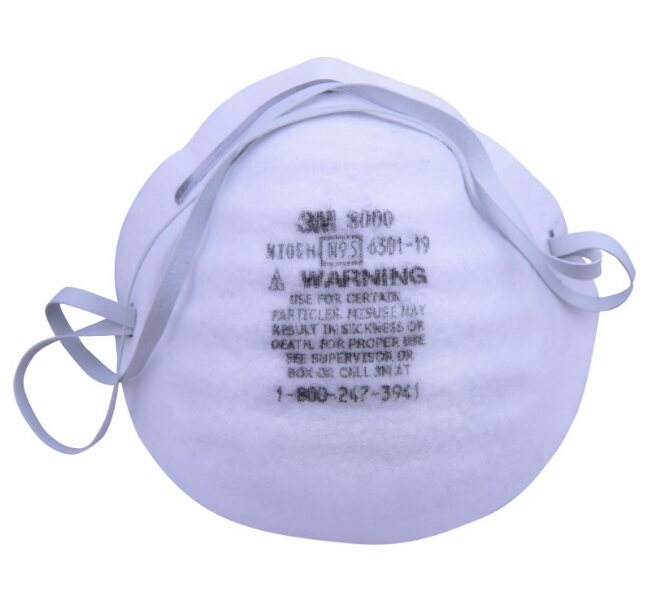 3M 8000
NIOSH N95 6301-19
⚠ WARNING
USE FOR CERTAIN
PARTICLES. MISUSE MAY
RESULT IN SICKNESS OR
DEATH. FOR PROPER USE
SEE SUPERVISOR OR
BOX OR CALL 3M AT
1-800-247-3941